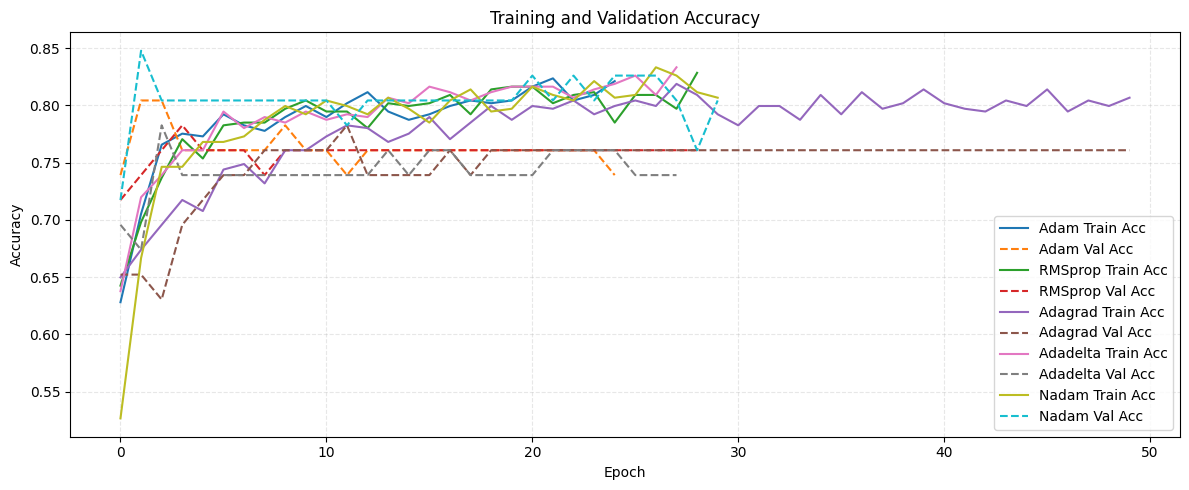 Training and Validation Accuracy
0.85
0.80
0.75
0.70
0.65
0.60
0.55
Accuracy
0
10
20
30
40
50
Epoch
Adam Train Acc
Adam Val Acc
RMSprop Train Acc
RMSprop Val Acc
Adagrad Train Acc
Adagrad Val Acc
Adadelta Train Acc
Adadelta Val Acc
Nadam Train Acc
Nadam Val Acc